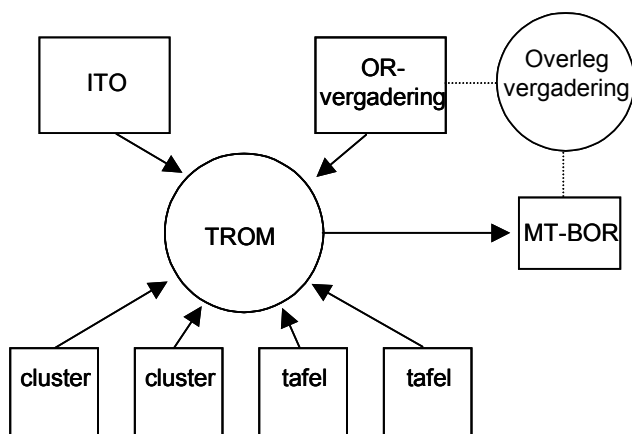 ITO
OR-
vergadering
Overleg
vergadering
TROM
MT-BOR
cluster
cluster
tafel
tafel